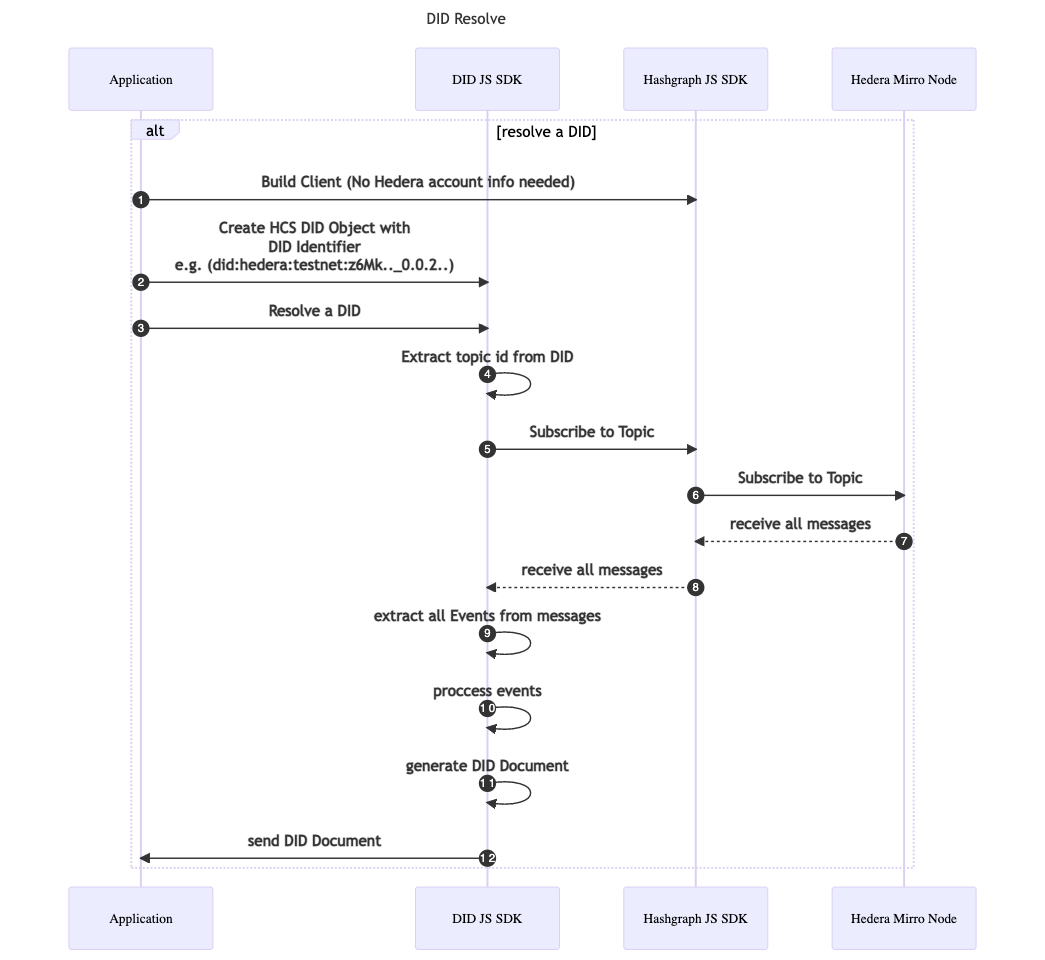 DID Resolve
Application
DID JS SDK
Hashgraph JS SDK
Hedera Mirro Node
alt
[resolve a DID]
Build Client (No Hedera account info needed)
1
Create HCS DID Object with
DID Identifier
e.g. (did:hedera:testnet:z6Mk.._0.0.2..)
2
Resolve a DID
3
Extract topic id from DID
4
Subscribe to Topic
5
Subscribe to Topic
6
receive all messages
7
receive all messages
8
extract all Events from messages
9
proccess events
10
generate DID Document
11
send DID Document
12
Application
DID JS SDK
Hashgraph JS SDK
Hedera Mirro Node